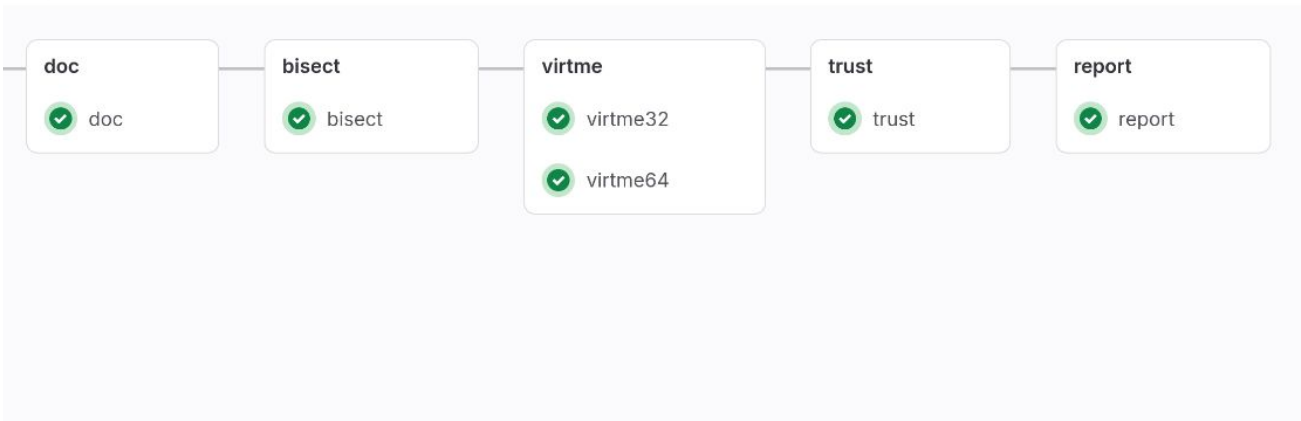 doc
doc
bisect
bisect
virtme
virtme32
virtme64
trust
trust
report
report